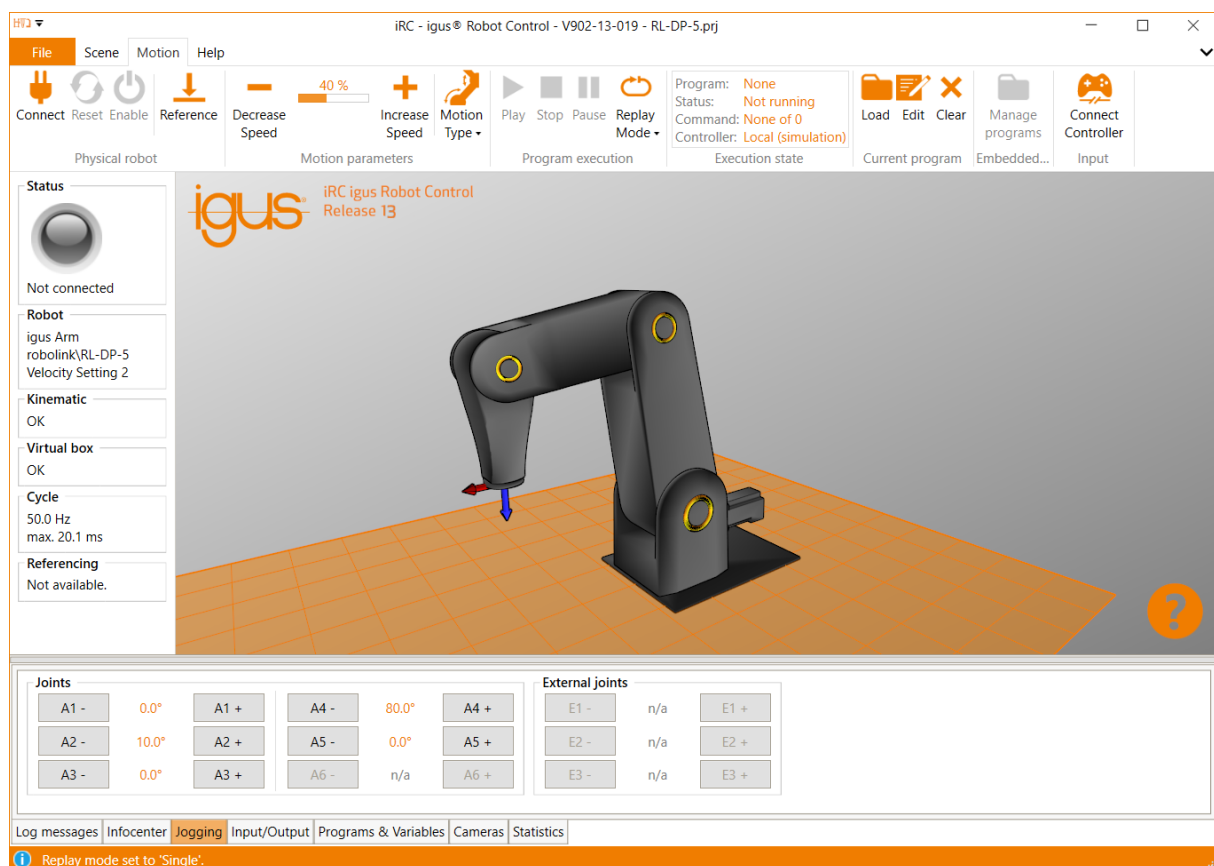 iRC - igus® Robot Control - V902-13-019 - RL-DP-5.prj
File Scene Motion Help
Connect Reset Enable Reference Decrease Speed 40 % Increase Speed Motion Type Play Stop Pause Replay Mode
Program: None
Status: Not running
Command: None of 0
Controller: Local (simulation)
Load Edit Clear Manage programs Connect Controller
Physical robot Motion parameters Program execution Execution state Current program Embedded... Input
Status
Not connected
Robot
igus Arm
robolink\RL-DP-5
Velocity Setting 2
Kinematic
OK
Virtual box
OK
Cycle
50.0 Hz
max. 20.1 ms
Referencing
Not available.
igus®
iRC igus Robot Control
Release 13
?
Joints External joints
A1 - 0.0° A1 + A4 - 80.0° A4 + E1 - n/a E1 +
A2 - 10.0° A2 + A5 - 0.0° A5 + E2 - n/a E2 +
A3 - 0.0° A3 + A6 - n/a A6 + E3 - n/a E3 +
Log messages Infocenter Jogging Input/Output Programs & Variables Cameras Statistics
Replay mode set to 'Single'.